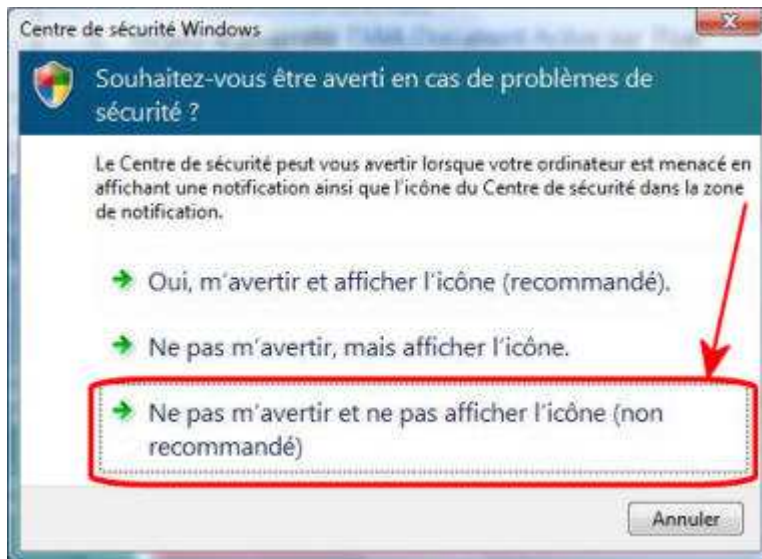 Centre de sécurité Windows
Souhaitez-vous être averti en cas de problèmes de
sécurité ?
Le Centre de sécurité peut vous avertir lorsque votre ordinateur est menacé en
affichant une notification ainsi que l'icône du Centre de sécurité dans la zone
de notification.
Oui, m'avertir et afficher l'icône (recommandé).
Ne pas m'avertir, mais afficher l'icône.
Ne pas m'avertir et ne pas afficher l'icône (non
recommandé)
Annuler